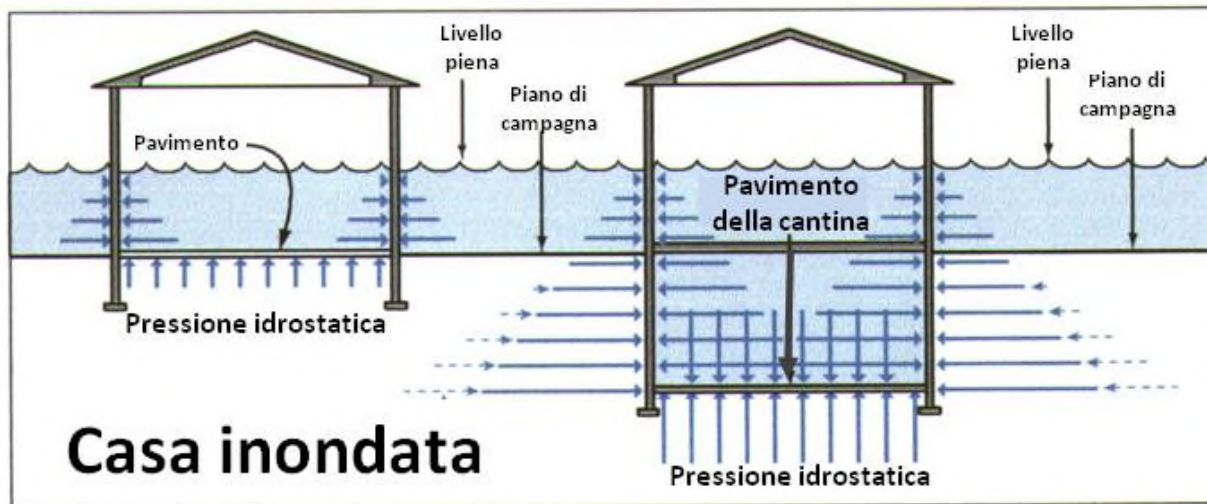 Livello
piena
Piano di
campagna
Pavimento
Livello
piena
Piano di
campagna
Pavimento
della cantina
Pressione idrostatica
Casa inondata
Pressione idrostatica